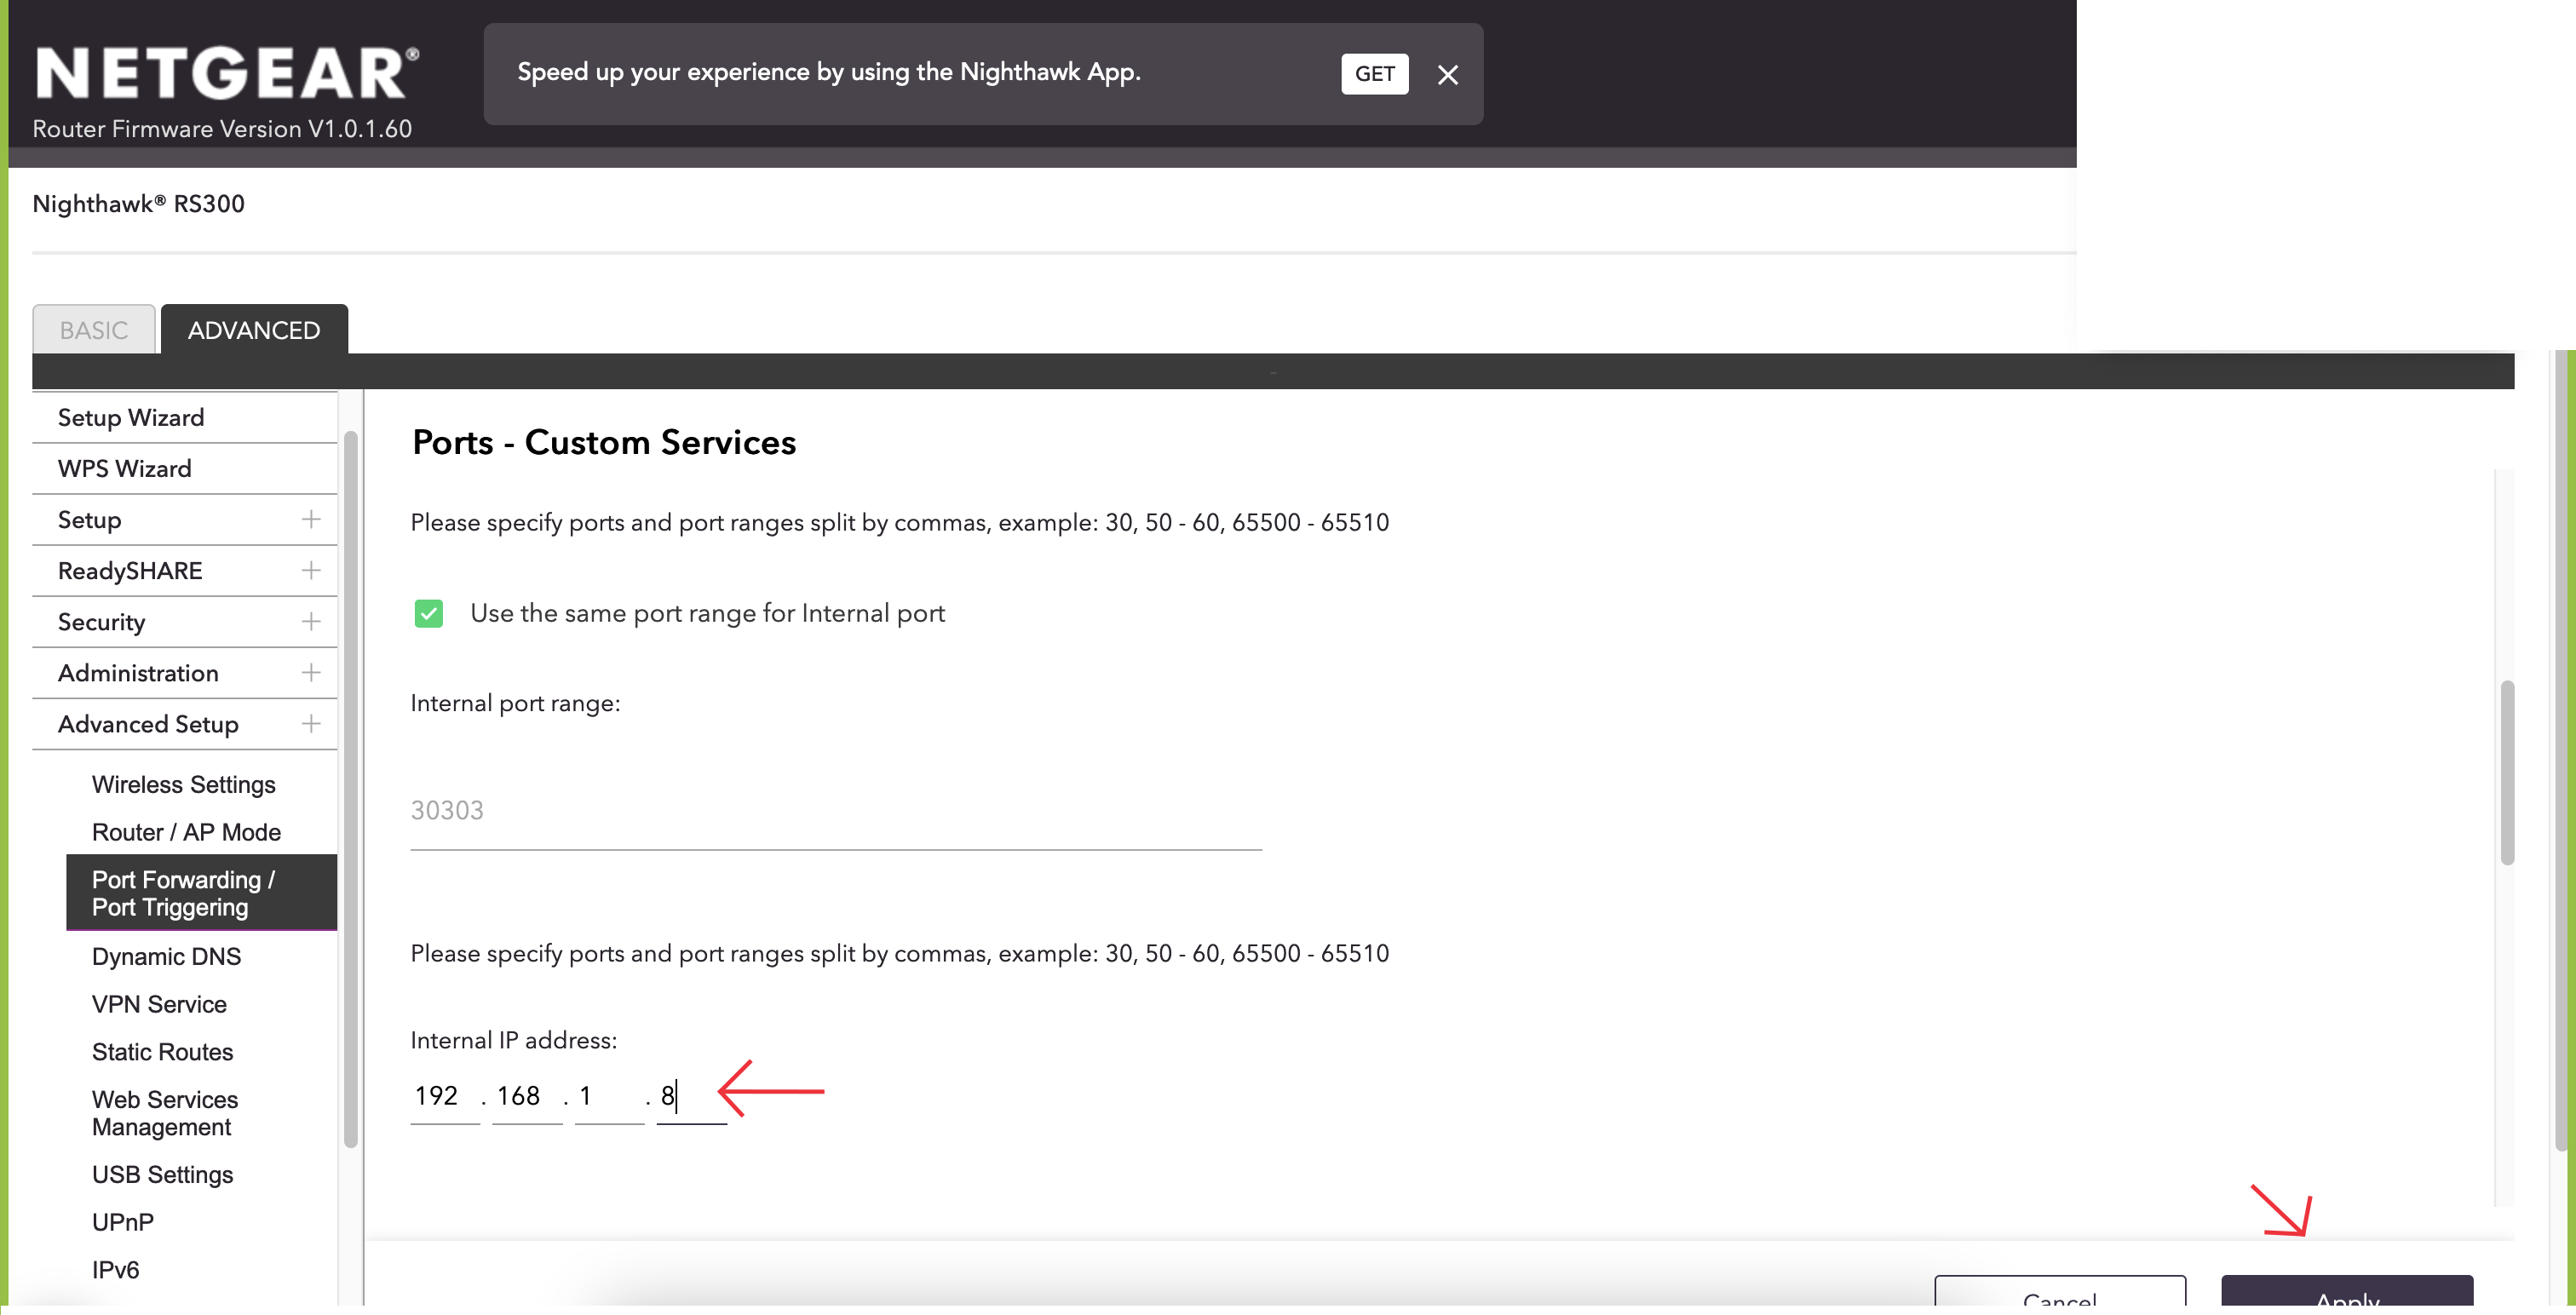 NETGEAR®
Router Firmware Version V1.0.1.60
Speed up your experience by using the Nighthawk App.
GET
Nighthawk® RS300
BASIC
ADVANCED
Setup Wizard
WPS Wizard
Setup
ReadySHARE
Security
Administration
Advanced Setup
Wireless Settings
Router / AP Mode
Port Forwarding /
Port Triggering
Dynamic DNS
VPN Service
Static Routes
Web Services
Management
USB Settings
UPnP
IPv6
Ports - Custom Services
Please specify ports and port ranges split by commas, example: 30, 50 - 60, 65500 - 65510
Use the same port range for Internal port
Internal port range:
30303
Please specify ports and port ranges split by commas, example: 30, 50 - 60, 65500 - 65510
Internal IP address:
192 . 168 . 1 . 8
Cancel
Apply